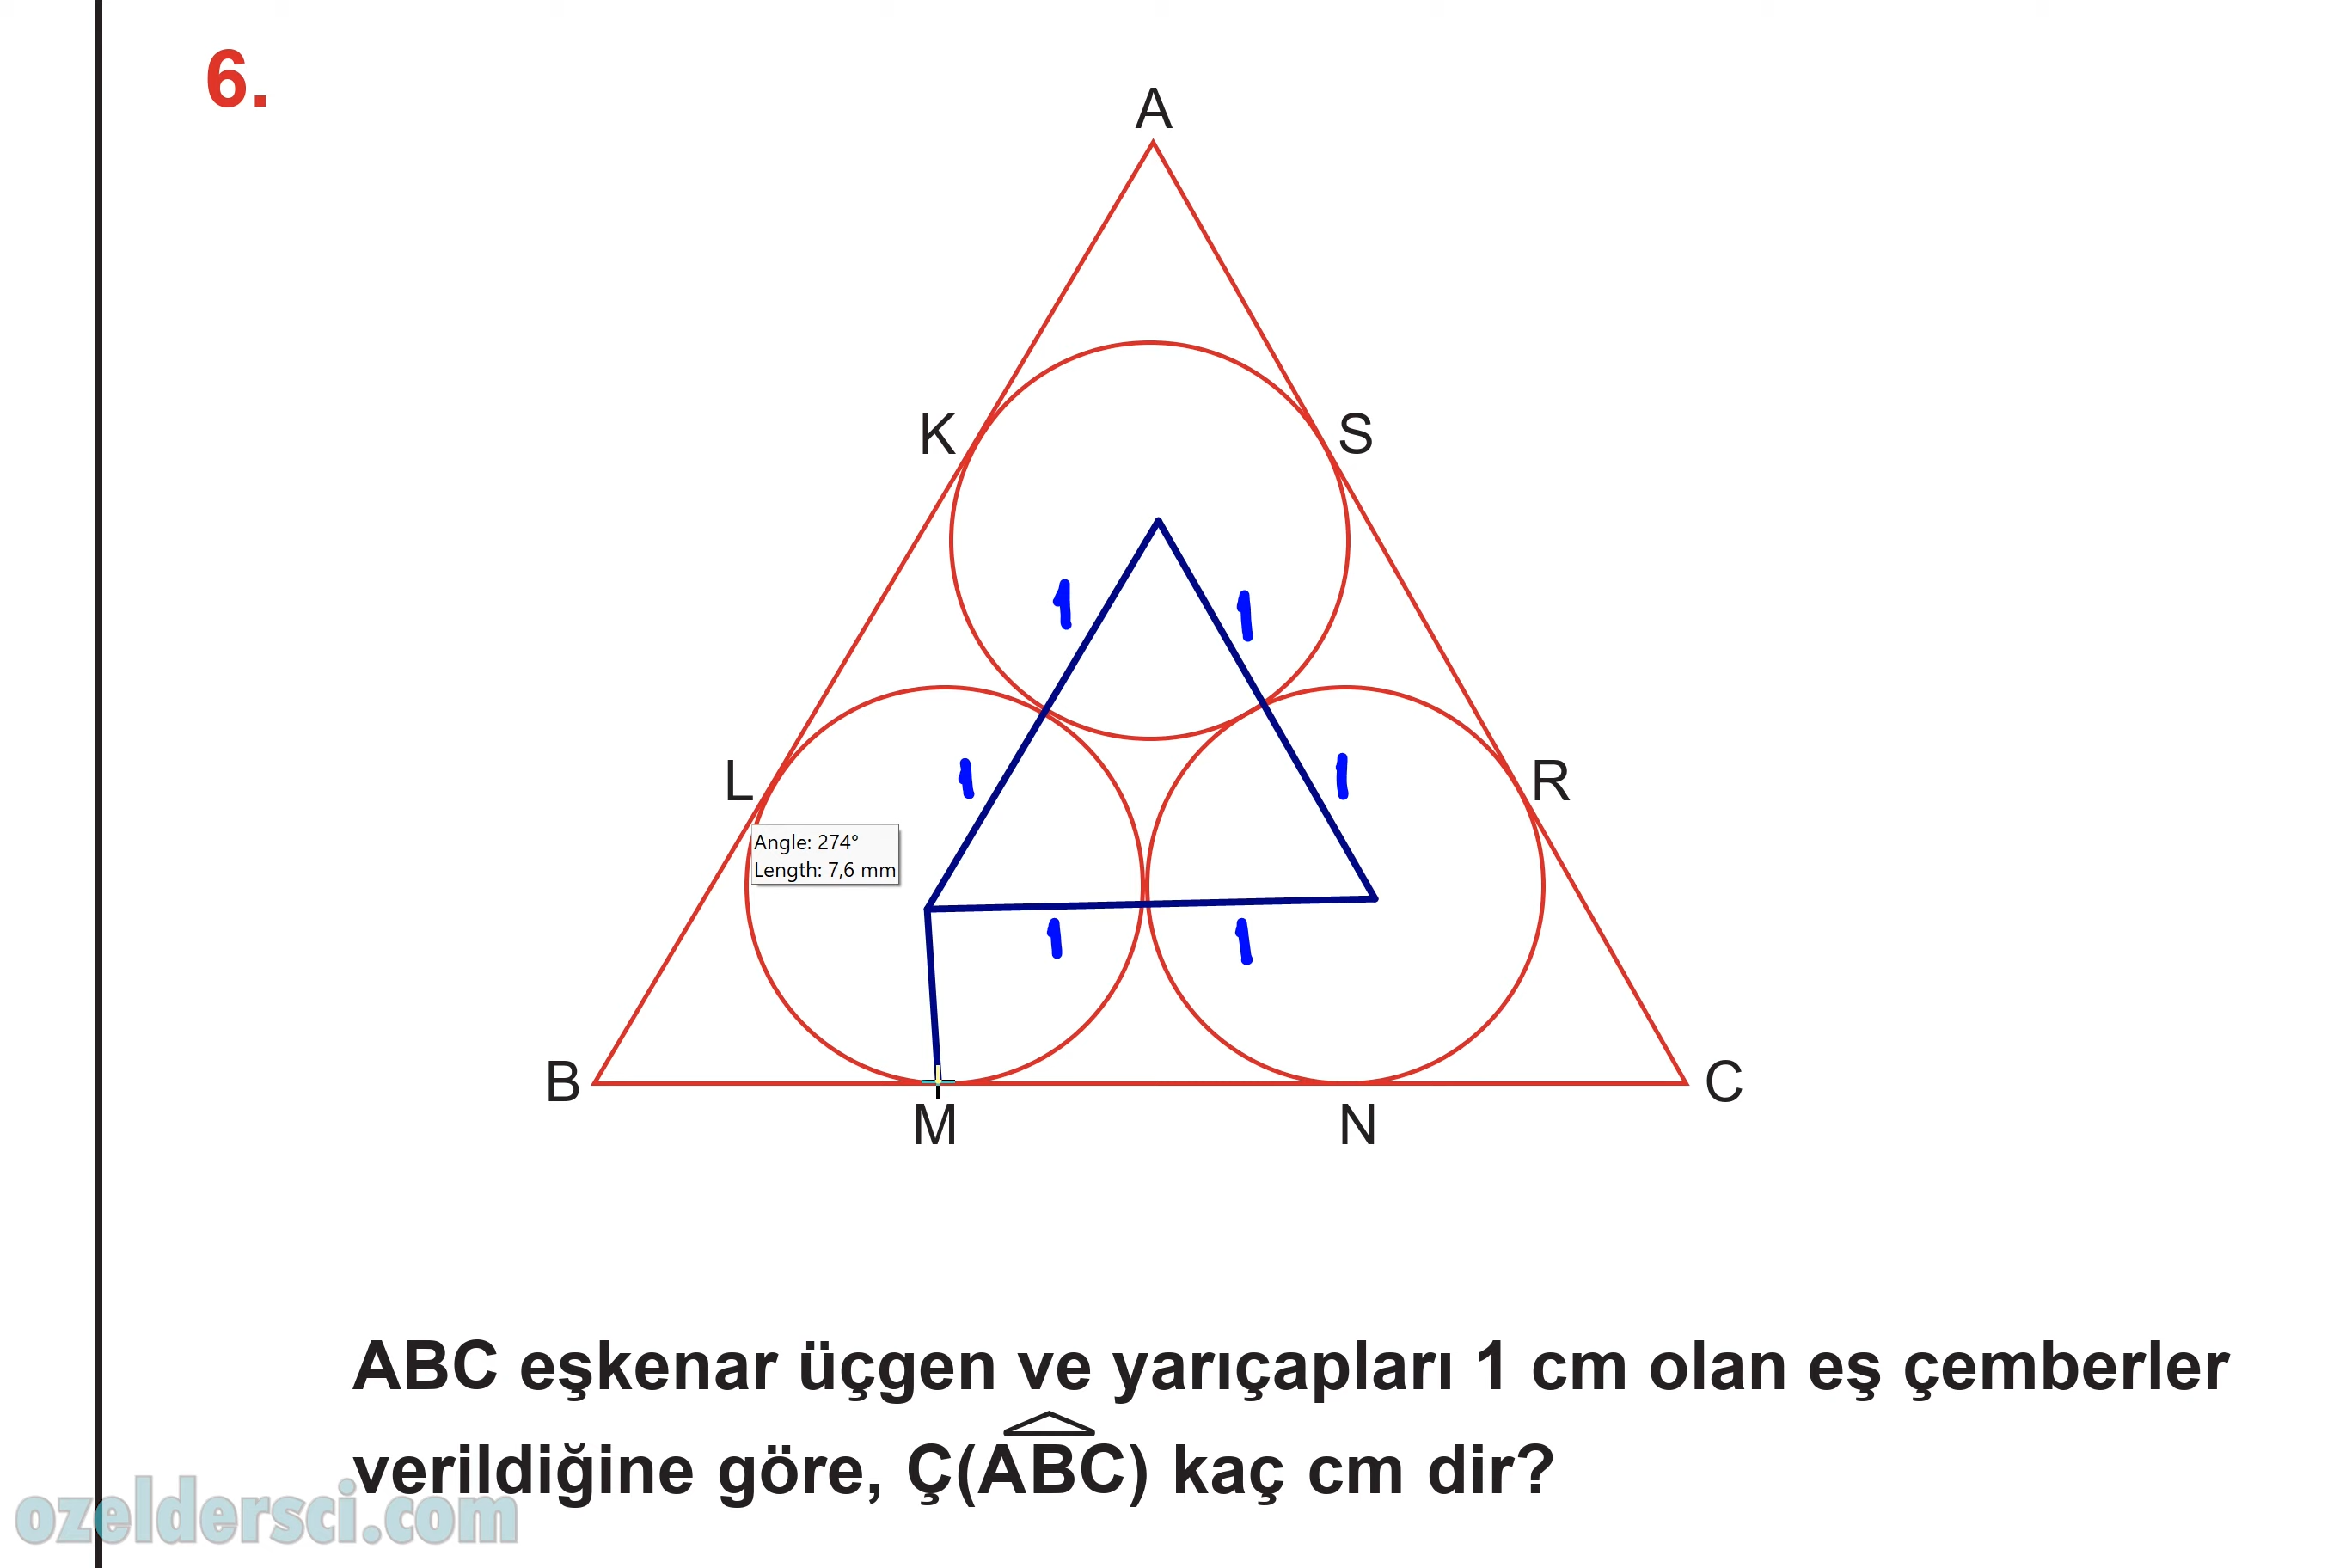 6.
A
K
S
1
1
L
1
1
R
Angle: 274°
Length: 7,6 mm
1
1
B
C
M
N
ABC eşkenar üçgen ve yarıçapları 1 cm olan eş çemberler
verildiğine göre, Ç(ABC) kaç cm dir?
ozeldersci.com